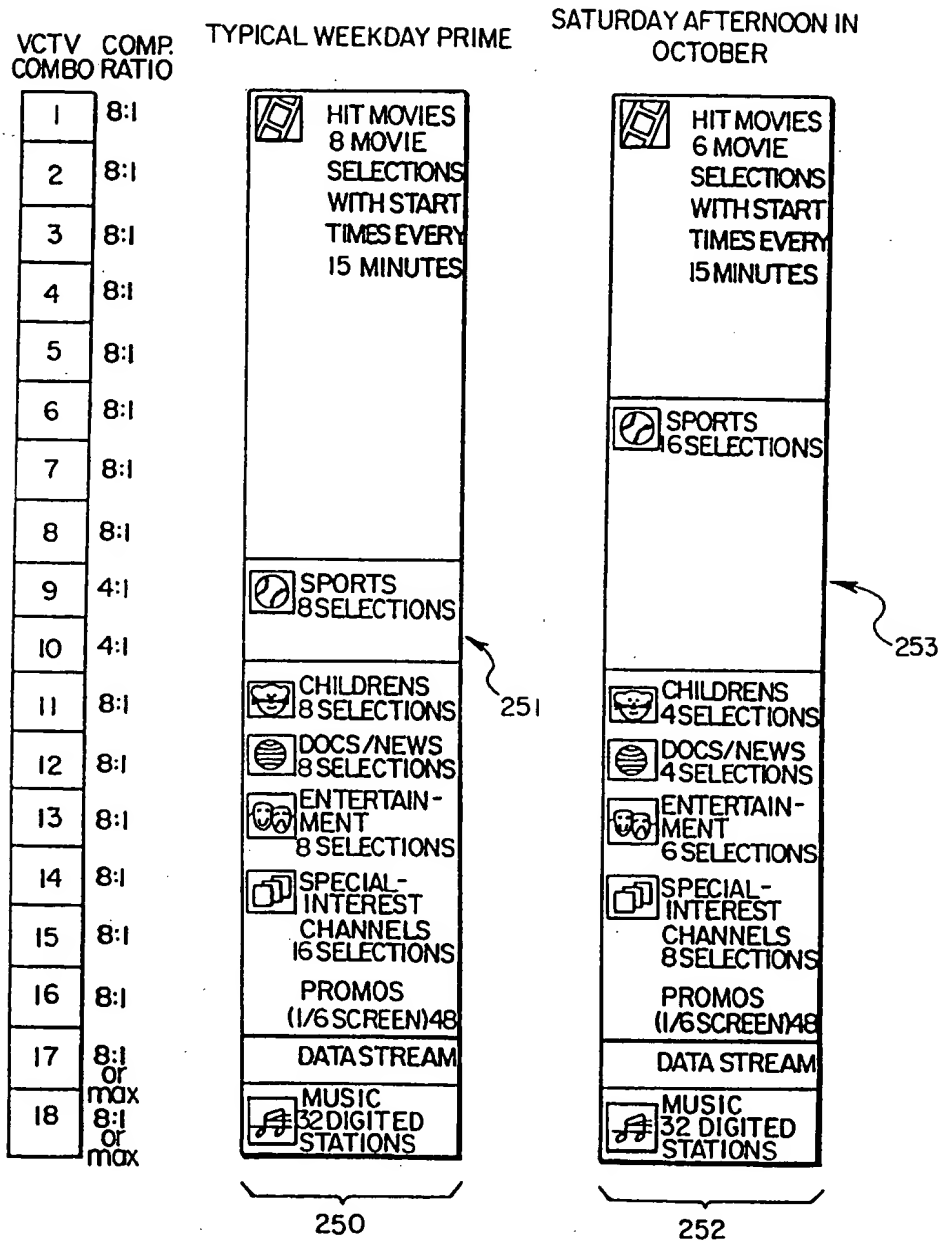 VCTV COMBO
COMP. RATIO
TYPICAL WEEKDAY PRIME
SATURDAY AFTERNOON IN
OCTOBER
1 8:1
2 8:1
3 8:1
4 8:1
5 8:1
6 8:1
7 8:1
8 8:1
9 4:1
10 4:1
11 8:1
12 8:1
13 8:1
14 8:1
15 8:1
16 8:1
17 8:1
or
max
18 8:1
or
max
HIT MOVIES
8 MOVIE
SELECTIONS
WITH START
TIMES EVERY
15 MINUTES
SPORTS
8 SELECTIONS
251
CHILDRENS
8 SELECTIONS
DOCS/NEWS
8 SELECTIONS
ENTERTAIN-
MENT
8 SELECTIONS
SPECIAL-
INTEREST
CHANNELS
16 SELECTIONS
PROMOS
(1/6 SCREEN)48
DATA STREAM
MUSIC
32 DIGITED
STATIONS
250
HIT MOVIES
6 MOVIE
SELECTIONS
WITH START
TIMES EVERY
15 MINUTES
SPORTS
16 SELECTIONS
253
CHILDRENS
4 SELECTIONS
DOCS/NEWS
4 SELECTIONS
ENTERTAIN-
MENT
6 SELECTIONS
SPECIAL-
INTEREST
CHANNELS
8 SELECTIONS
PROMOS
(1/6 SCREEN)48
DATA STREAM
MUSIC
32 DIGITED
STATIONS
252